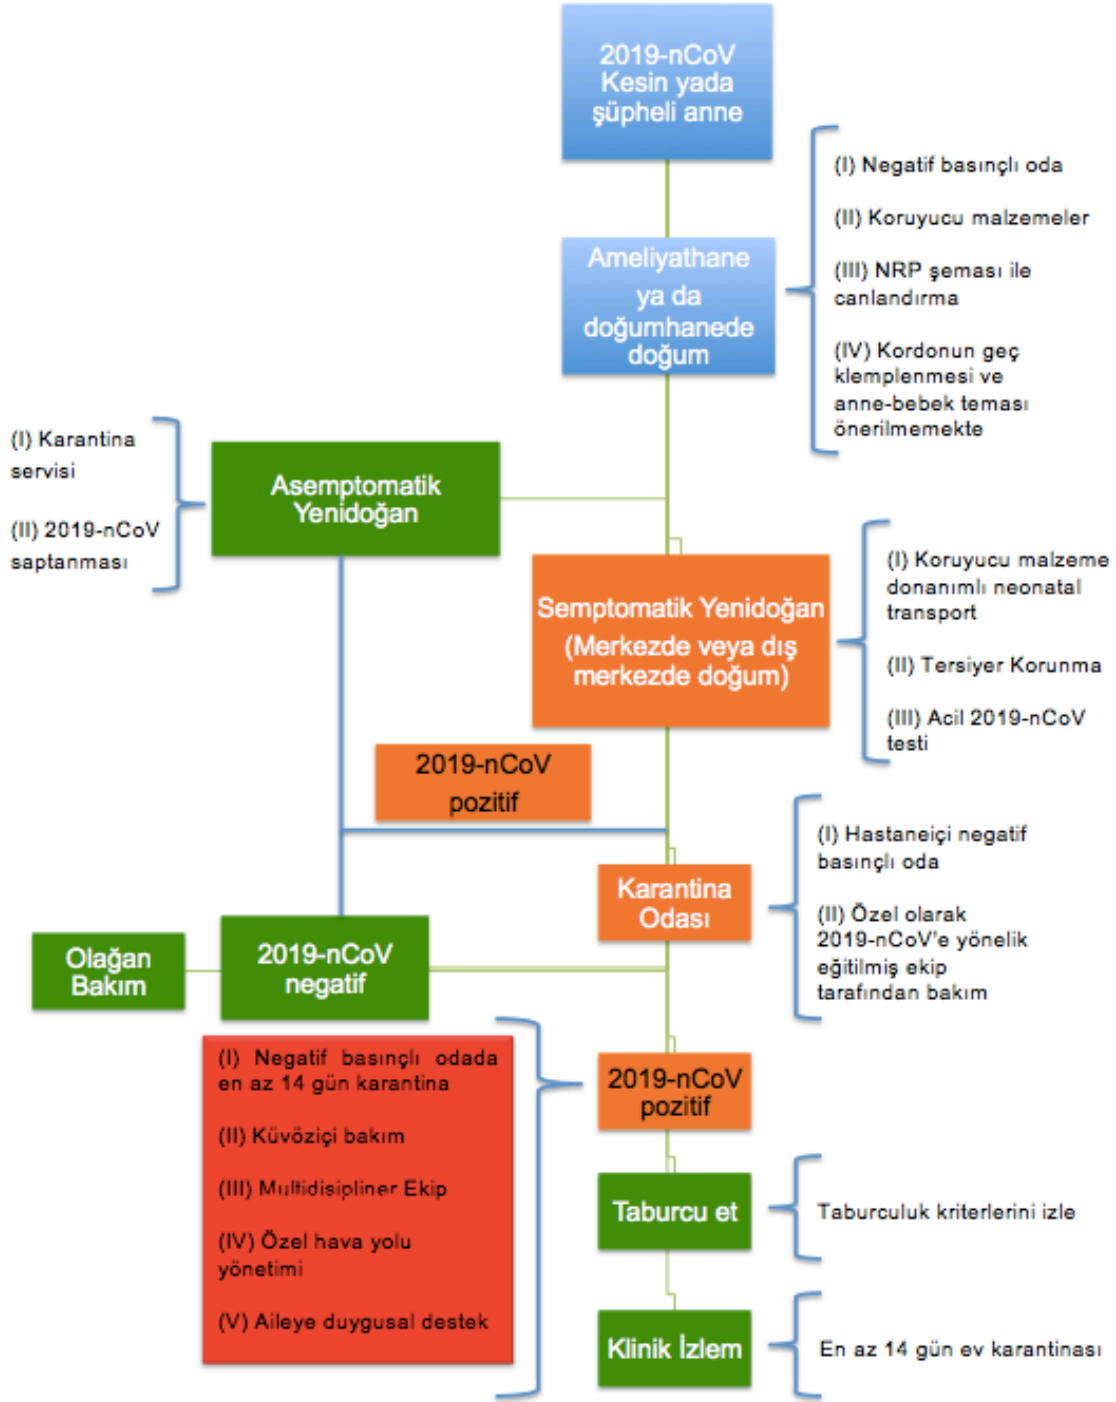 2019-nCoV
Kesin yada
şüpheli anne
(I) Negatif basınçlı oda
(II) Koruyucu malzemeler
(III) NRP şeması ile
canlandırma
(IV) Kordonun geç
klemplenmesi ve
anne-bebek teması
önerilmemekte
Ameliyathane
ya da
doğumhanede
doğum
(I) Karantina
servisi
(II) 2019-nCoV
saptanması
Asemptomatik
Yenidoğan
Semptomatik Yenidoğan
(Merkezde veya dış
merkezde doğum)
(I) Koruyucu malzeme
donanımlı neonatal
transport
(II) Tersiyer Korunma
(III) Acil 2019-nCoV
testi
2019-nCoV
pozitif
Karantina
Odası
(I) Hastaneiçi negatif
basınçlı oda
(II) Özel olarak
2019-nCoV'e yönelik
eğitilmiş ekip
tarafından bakım
Olağan
Bakım
2019-nCoV
negatif
(I) Negatif basınçlı odada
en az 14 gün karantina
(II) Küvöziçi bakım
(III) Multidisipliner Ekip
(IV) Özel hava yolu
yönetimi
(V) Aileye duygusal destek
2019-nCoV
pozitif
Taburcu et
Taburculuk kriterlerini izle
Klinik İzlem
En az 14 gün ev karantinası